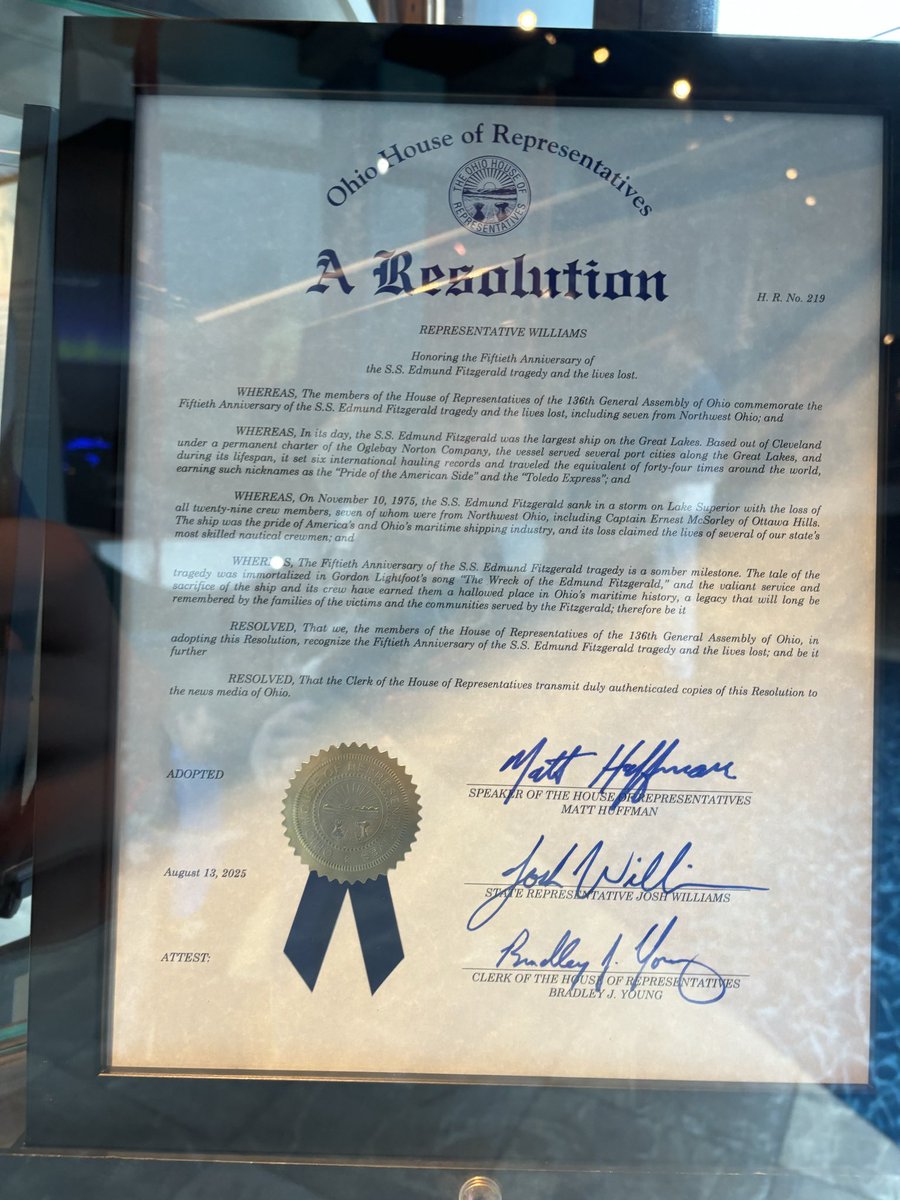 Ohio House of Representatives
THE OHIO HOUSE OF REPRESENTATIVES
A Resolution
H. R. No. 219
REPRESENTATIVE WILLIAMS
Honoring the Fiftieth Anniversary of
the S.S. Edmund Fitzgerald tragedy and the lives lost.
WHEREAS, The members of the House of Representatives of the 136th General Assembly of Ohio commemorate the
Fiftieth Anniversary of the S.S. Edmund Fitzgerald tragedy and the lives lost, including seven from Northwest Ohio; and
WHEREAS, In its day, the S.S. Edmund Fitzgerald was the largest ship on the Great Lakes. Based out of Cleveland
under a permanent charter of the Oglebay Norton Company, the vessel served several port cities along the Great Lakes, and
during its lifespan, it set six international hauling records and traveled the equivalent of forty-four times around the world,
earning such nicknames as the “Pride of the American Side” and the “Toledo Express”; and
WHEREAS, On November 10, 1975, the S.S. Edmund Fitzgerald sank in a storm on Lake Superior with the loss of
all twenty-nine crew members, seven of whom were from Northwest Ohio, including Captain Ernest McSorley of Ottawa Hills.
The ship was the pride of America's and Ohio's maritime shipping industry, and its loss claimed the lives of several of our state's
most skilled nautical crewmen; and
WHEREAS, The Fiftieth Anniversary of the S.S. Edmund Fitzgerald tragedy is a somber milestone. The tale of the
tragedy was immortalized in Gordon Lightfoot's song "The Wreck of the Edmund Fitzgerald," and the valiant service and
sacrifice of the ship and its crew have earned them a hallowed place in Ohio's maritime history, a legacy that will long be
remembered by the families of the victims and the communities served by the Fitzgerald; therefore be it
RESOLVED, That we, the members of the House of Representatives of the 136th General Assembly of Ohio, in
adopting this Resolution, recognize the Fiftieth Anniversary of the S.S. Edmund Fitzgerald tragedy and the lives lost; and be it
further
RESOLVED, That the Clerk of the House of Representatives transmit duly authenticated copies of this Resolution to
the news media of Ohio.
ADOPTED
Matt Huffman
SPEAKER OF THE HOUSE OF REPRESENTATIVES
MATT HUFFMAN
August 13, 2025
Josh Williams
STATE REPRESENTATIVE JOSH WILLIAMS
ATTEST:
Bradley J. Young
CLERK OF THE HOUSE OF REPRESENTATIVES
BRADLEY J. YOUNG